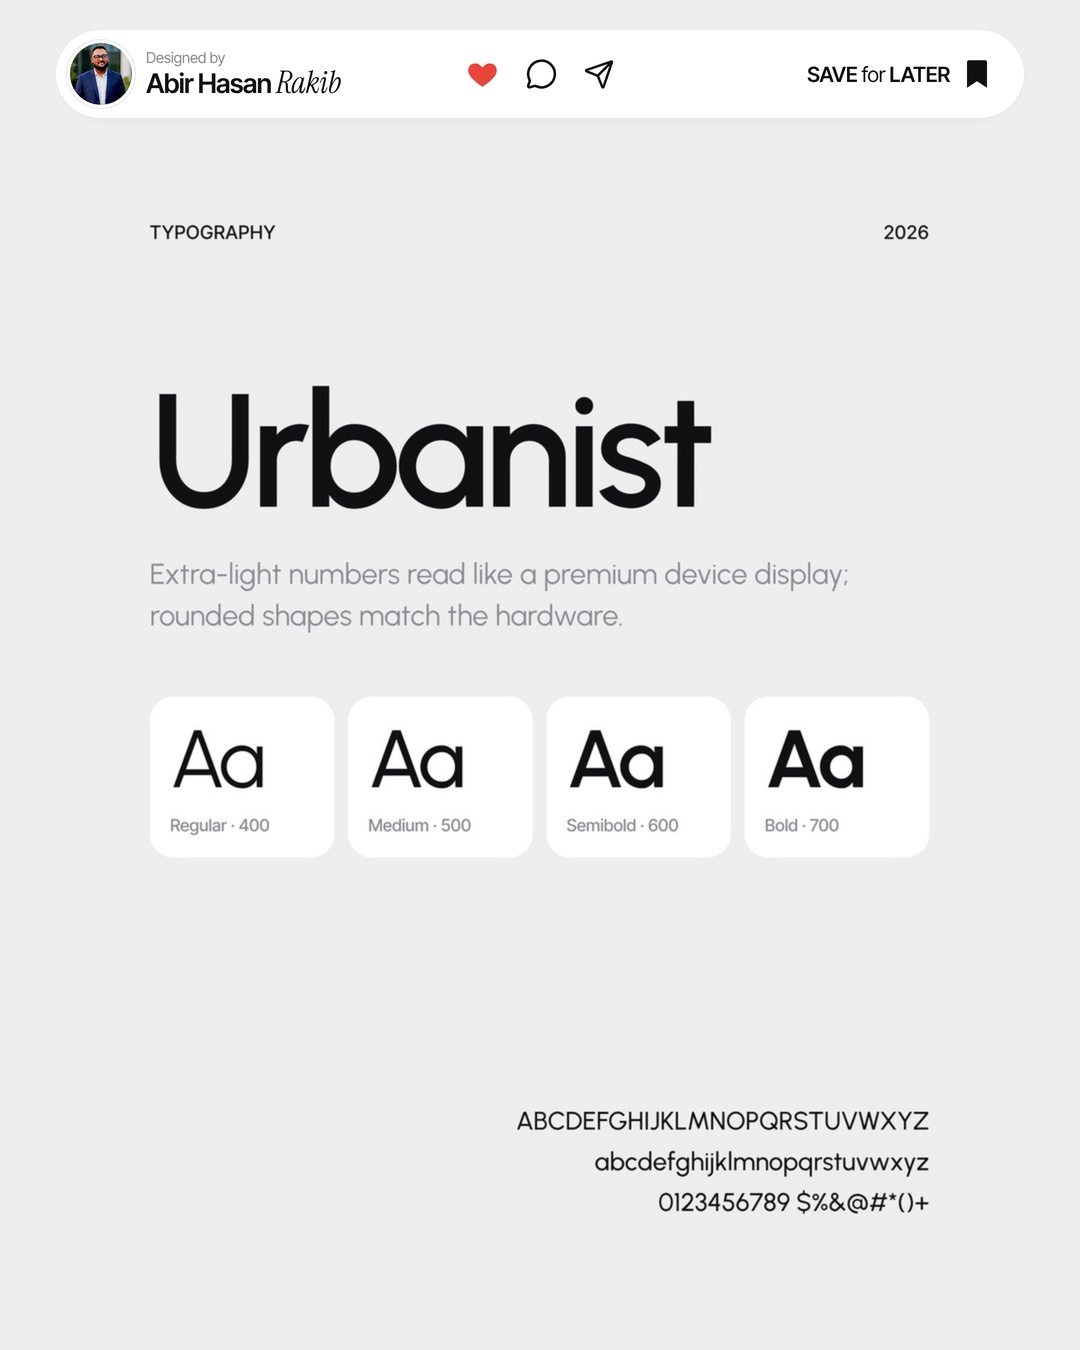 Designed by
Abir Hasan Rakib
SAVE for LATER
TYPOGRAPHY
2026
Urbanist
Extra-light numbers read like a premium device display;
rounded shapes match the hardware.
Aa
Regular · 400
Aa
Medium · 500
Aa
Semibold · 600
Aa
Bold · 700
ABCDEFGHIJKLMNOPQRSTUVWXYZ
abcdefghijklmnopqrstuvwxyz
0123456789 $%&@#*()+